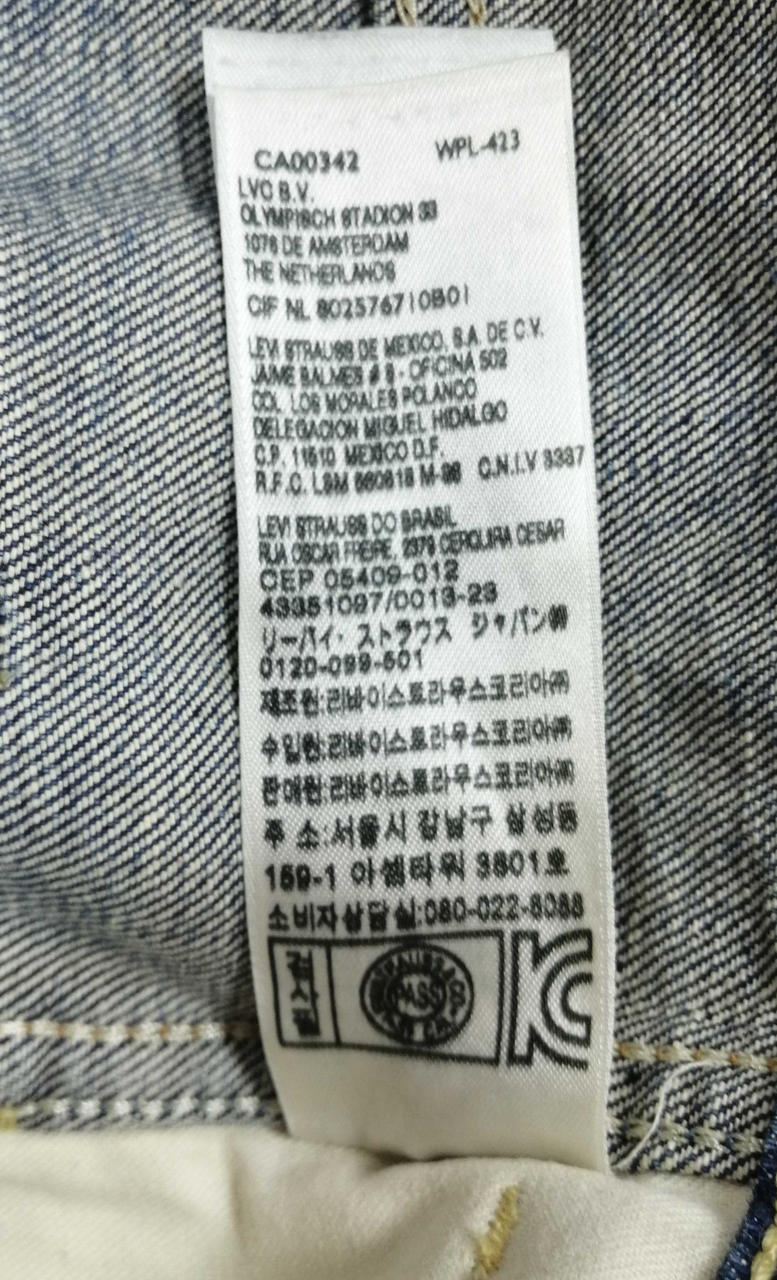 CA00342 WPL-423
LVC B.V.
OLYMPISCH STADION 33
1076 DE AMSTERDAM
THE NETHERLANDS
CIF NL 802576710B01
LEVI STRAUSS DE MEXICO, S.A. DE C.V.
JAIME BALMES # 8 - OFICINA 502
COL. LOS MORALES POLANCO
DELEGACION MIGUEL HIDALGO
C.P. 11510 MEXICO D.F.
R.F.C. LSM C.N.I.V 3337
LEVI STRAUSS DO BRASIL
RUA OSCAR FREIRE, 2379 CERQUIRA CESAR
CEP 05409-012
43351097/0013-23
リーバイ・ストラウス ジャパン㈱
0120-099-501
제조원:리바이스트라우스코리아㈜
수입원:리바이스트라우스코리아㈜
판매원:리바이스트라우스코리아㈜
주 소:서울시 강남구 삼성동
159-1 아셈타워 3801호
소비자상담실:080-022-8088
PASS
KC